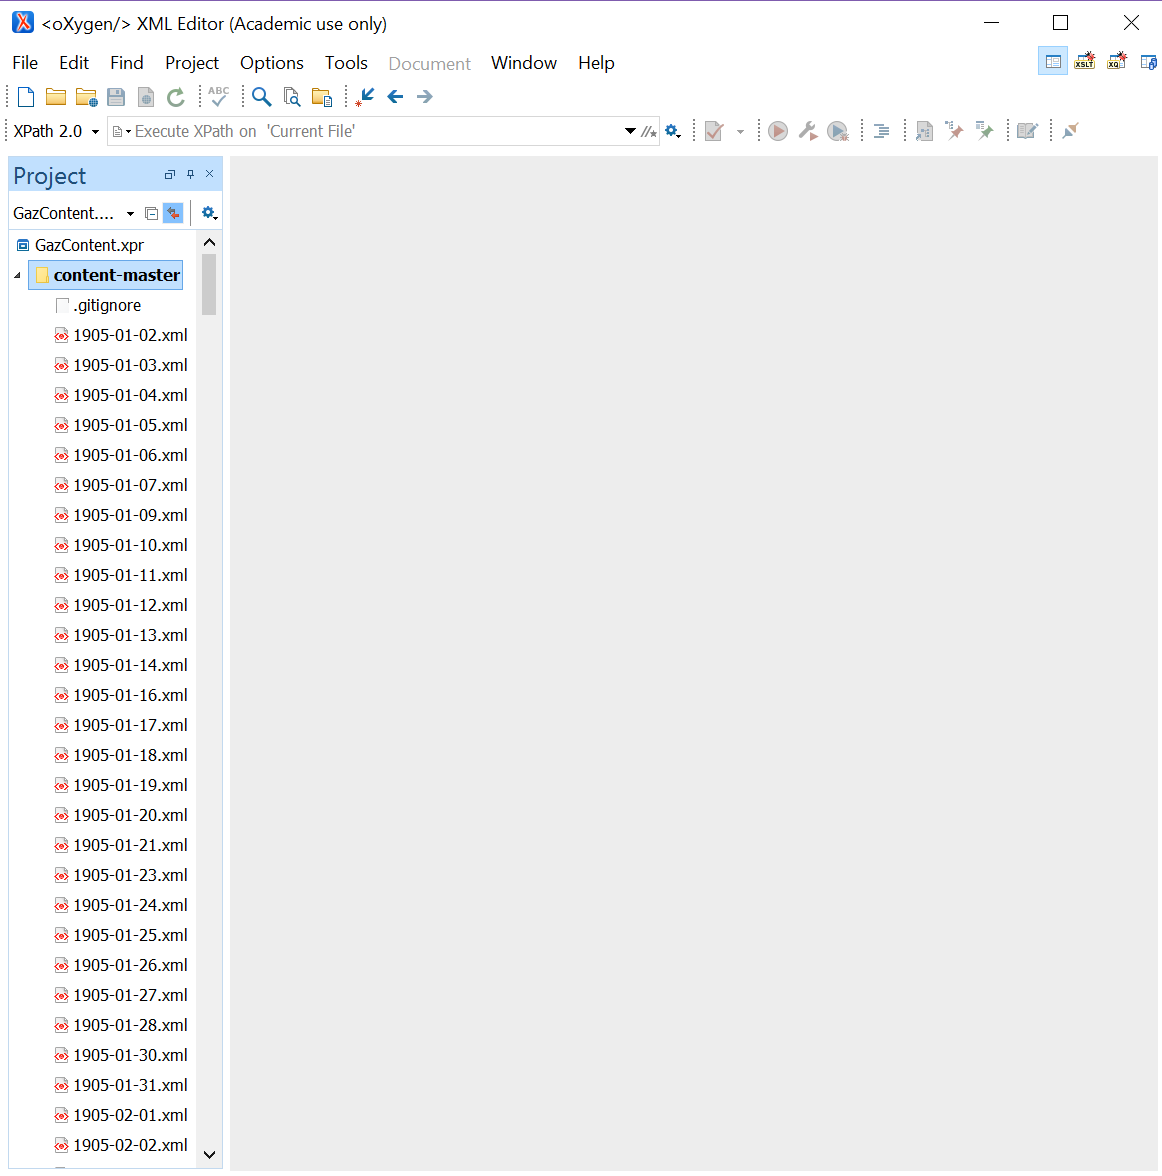 <oXygen/> XML Editor (Academic use only)
File Edit Find Project Options Tools Document Window Help
XSLT XQ
ABC
XPath 2.0 Execute XPath on 'Current File'
Project
GazContent....
GazContent.xpr
content-master
.gitignore
1905-01-02.xml
1905-01-03.xml
1905-01-04.xml
1905-01-05.xml
1905-01-06.xml
1905-01-07.xml
1905-01-09.xml
1905-01-10.xml
1905-01-11.xml
1905-01-12.xml
1905-01-13.xml
1905-01-14.xml
1905-01-16.xml
1905-01-17.xml
1905-01-18.xml
1905-01-19.xml
1905-01-20.xml
1905-01-21.xml
1905-01-23.xml
1905-01-24.xml
1905-01-25.xml
1905-01-26.xml
1905-01-27.xml
1905-01-28.xml
1905-01-30.xml
1905-01-31.xml
1905-02-01.xml
1905-02-02.xml